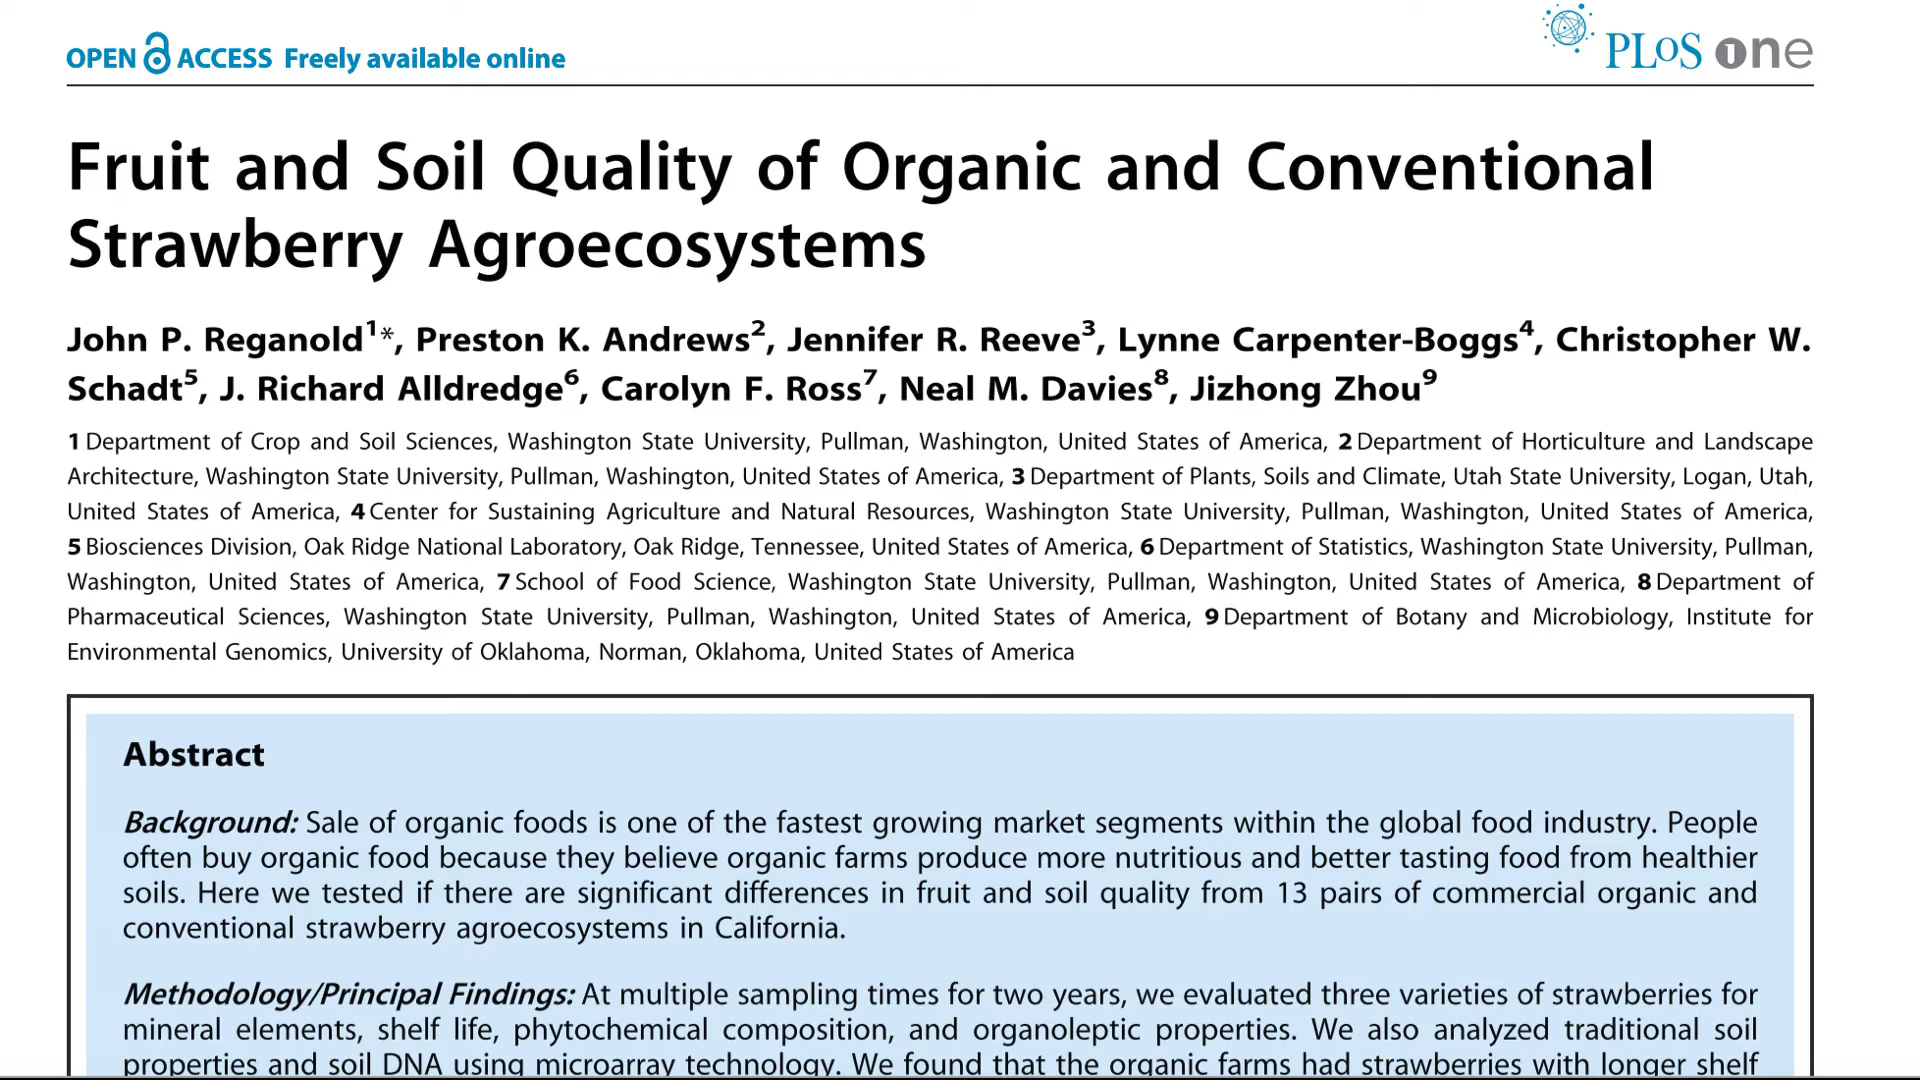 OPEN ACCESS Freely available online
PLoS one
Fruit and Soil Quality of Organic and Conventional
Strawberry Agroecosystems
John P. Reganold1*, Preston K. Andrews2, Jennifer R. Reeve3, Lynne Carpenter-Boggs4, Christopher W.
Schadt5, J. Richard Alldredge6, Carolyn F. Ross7, Neal M. Davies8, Jizhong Zhou9
1 Department of Crop and Soil Sciences, Washington State University, Pullman, Washington, United States of America, 2 Department of Horticulture and Landscape
Architecture, Washington State University, Pullman, Washington, United States of America, 3 Department of Plants, Soils and Climate, Utah State University, Logan, Utah,
United States of America, 4 Center for Sustaining Agriculture and Natural Resources, Washington State University, Pullman, Washington, United States of America,
5 Biosciences Division, Oak Ridge National Laboratory, Oak Ridge, Tennessee, United States of America, 6 Department of Statistics, Washington State University, Pullman,
Washington, United States of America, 7 School of Food Science, Washington State University, Pullman, Washington, United States of America, 8 Department of
Pharmaceutical Sciences, Washington State University, Pullman, Washington, United States of America, 9 Department of Botany and Microbiology, Institute for
Environmental Genomics, University of Oklahoma, Norman, Oklahoma, United States of America
Abstract
Background: Sale of organic foods is one of the fastest growing market segments within the global food industry. People
often buy organic food because they believe organic farms produce more nutritious and better tasting food from healthier
soils. Here we tested if there are significant differences in fruit and soil quality from 13 pairs of commercial organic and
conventional strawberry agroecosystems in California.
Methodology/Principal Findings: At multiple sampling times for two years, we evaluated three varieties of strawberries for
mineral elements, shelf life, phytochemical composition, and organoleptic properties. We also analyzed traditional soil
properties and soil DNA using microarray technology. We found that the organic farms had strawberries with longer shelf